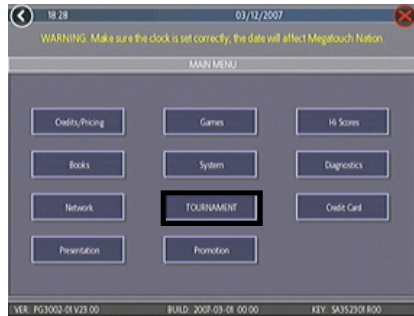 18 28 03/12/2007
WARNING: Make sure the clock is set correctly, the date will affect Megatouch Nation.
MAIN MENU
Credits/Pricing Games Hi Scores
Books System Diagnostics
Network TOURNAMENT Credit Card
Presentation Promotion
VER: PG3002-01 V23.00 BUILD: 2007-03-01 00:00 KEY: SA352301 R00